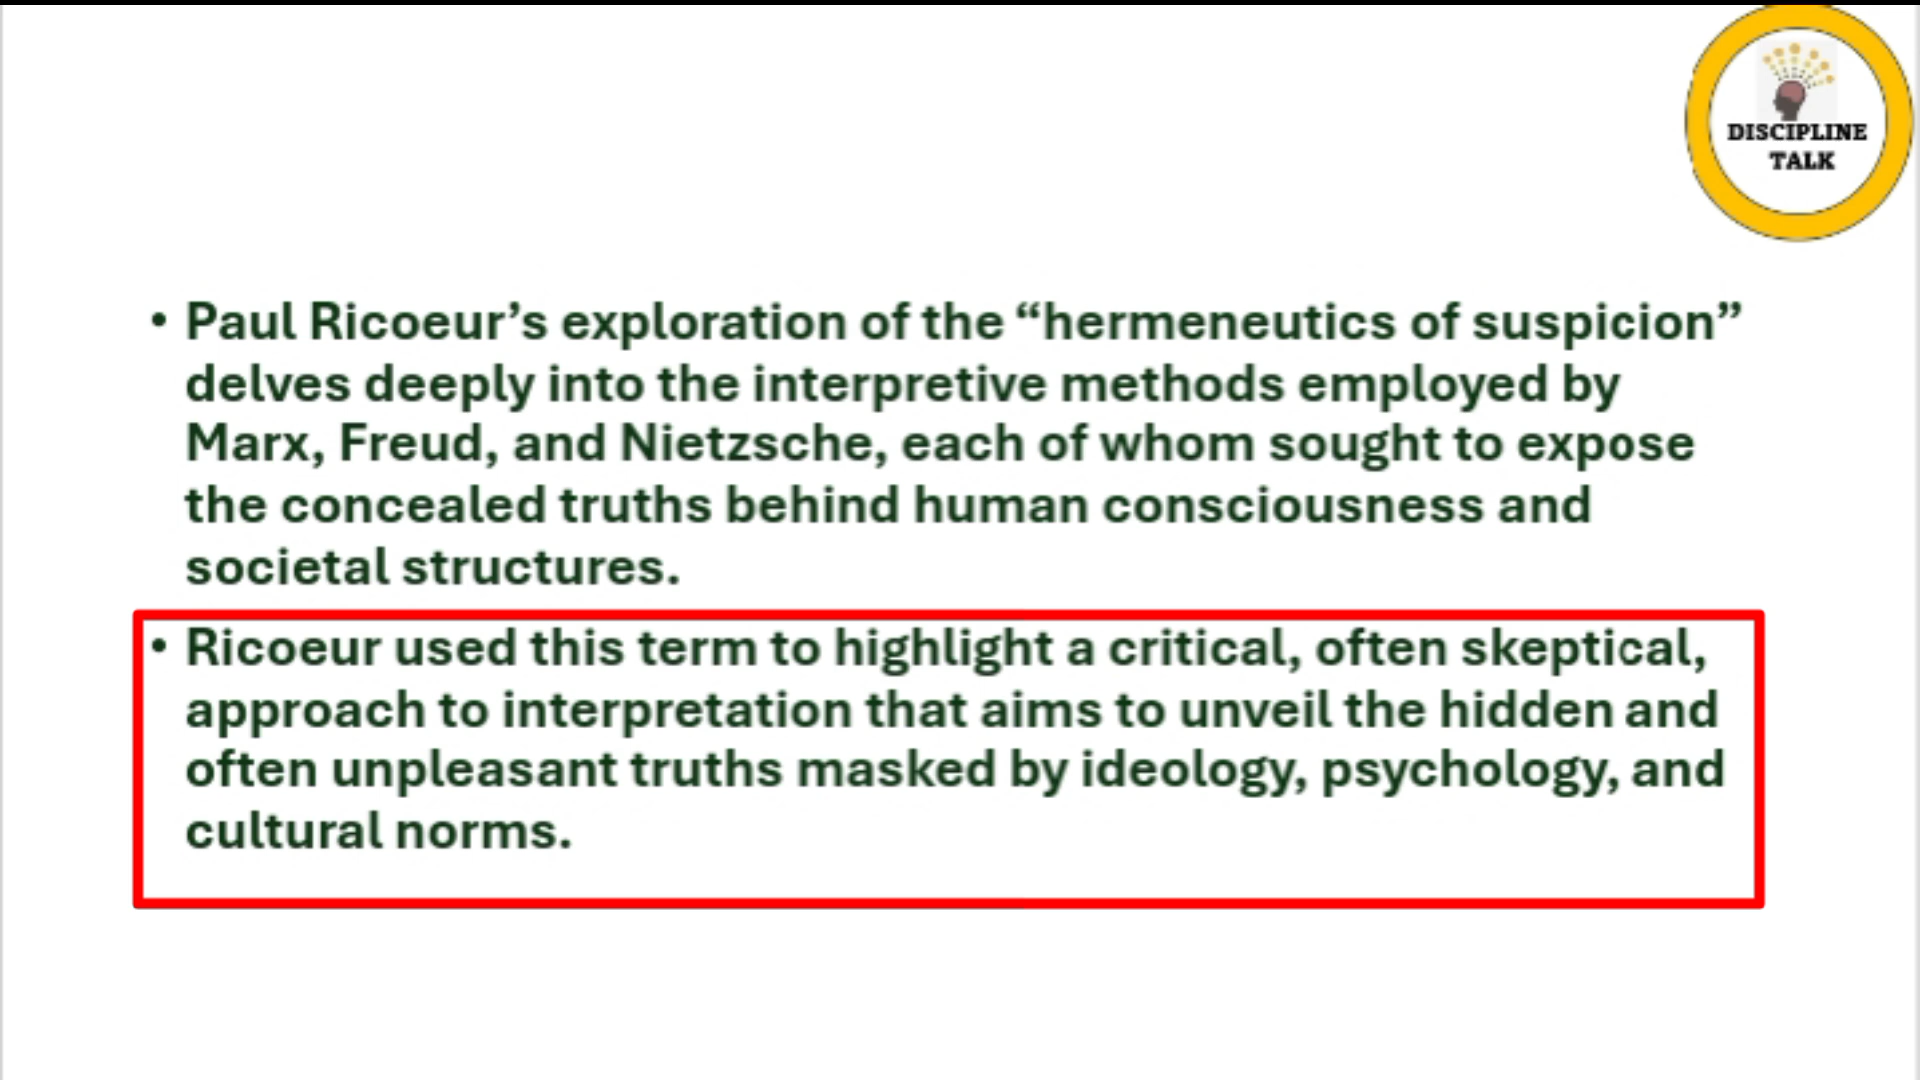 DISCIPLINE
TALK
• Paul Ricoeur’s exploration of the “hermeneutics of suspicion”
delves deeply into the interpretive methods employed by
Marx, Freud, and Nietzsche, each of whom sought to expose
the concealed truths behind human consciousness and
societal structures.
• Ricoeur used this term to highlight a critical, often skeptical,
approach to interpretation that aims to unveil the hidden and
often unpleasant truths masked by ideology, psychology, and
cultural norms.